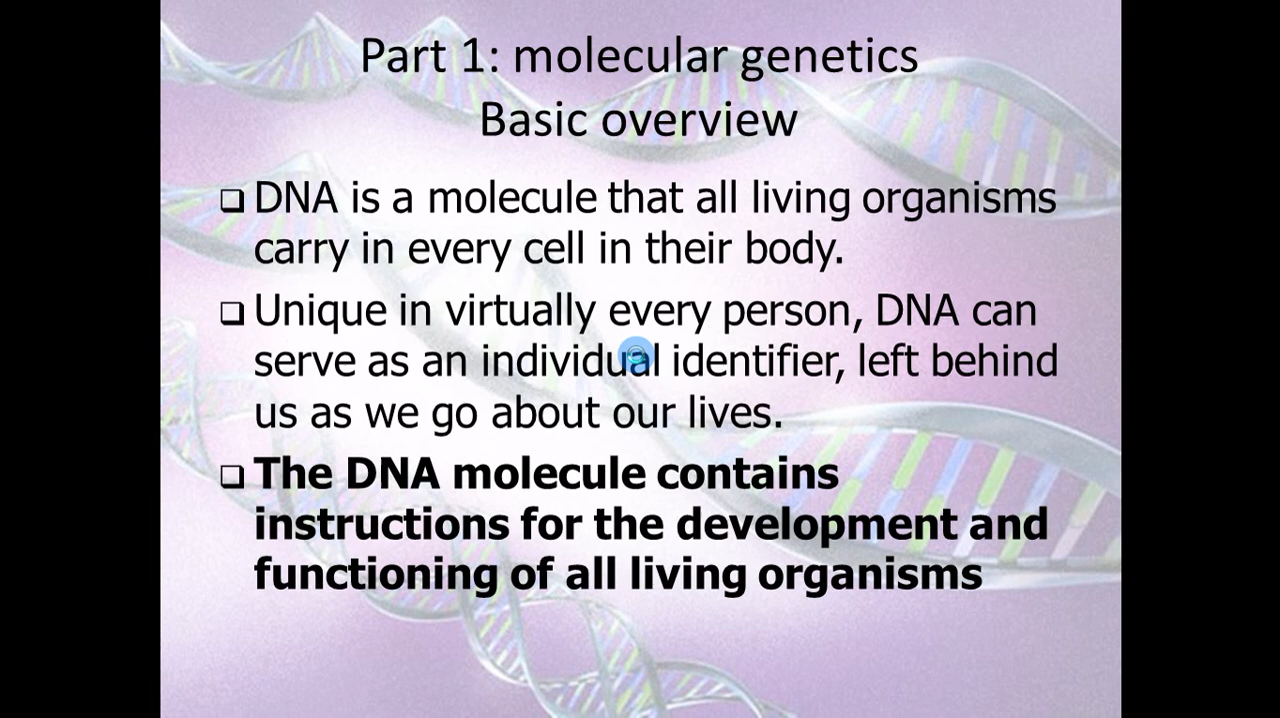 Part 1: molecular genetics
Basic overview
❑ DNA is a molecule that all living organisms
carry in every cell in their body.
❑ Unique in virtually every person, DNA can
serve as an individual identifier, left behind
us as we go about our lives.
❑ The DNA molecule contains
instructions for the development and
functioning of all living organisms